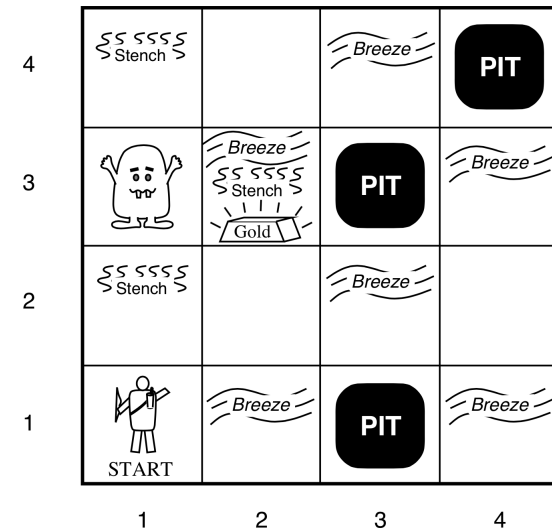 4
Stench
Breeze
PIT
3
Breeze
Stench
Gold
PIT
Breeze
2
Stench
Breeze
1
START
Breeze
PIT
Breeze
1 2 3 4